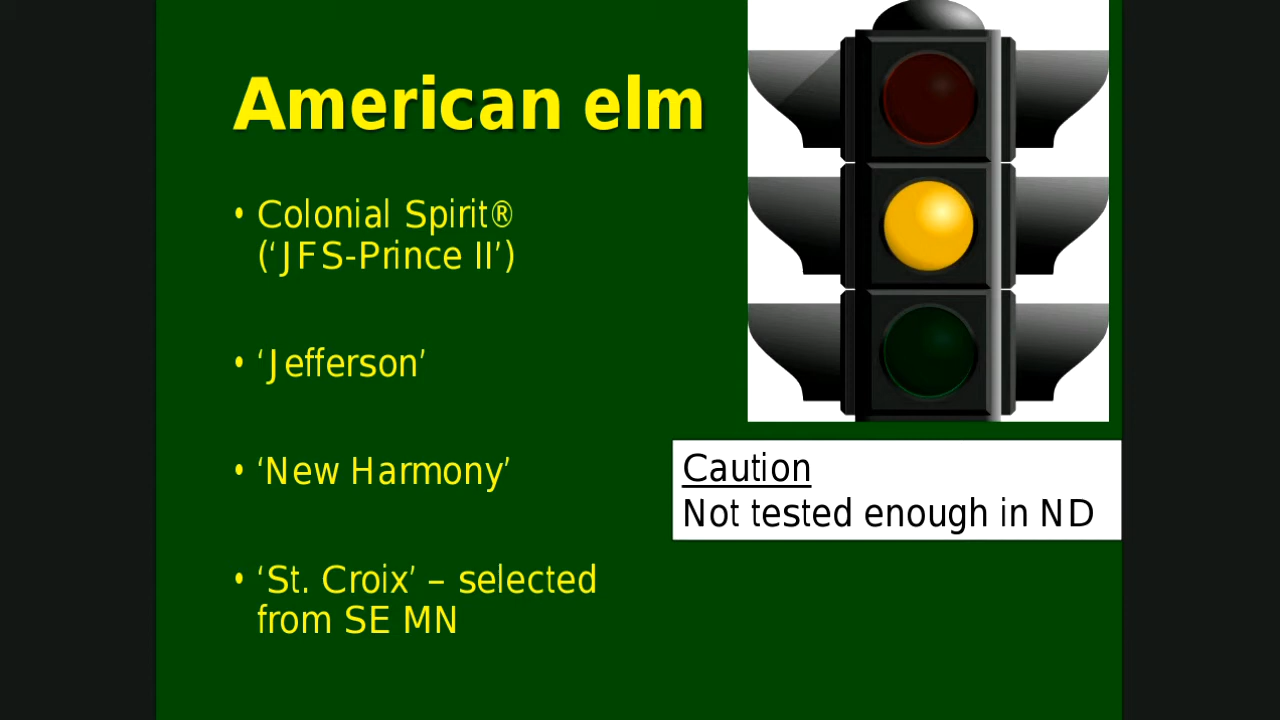 American elm
• Colonial Spirit®
(‘JFS-Prince II’)
• ‘Jefferson’
• ‘New Harmony’
• ‘St. Croix’ – selected
from SE MN
Caution
Not tested enough in ND